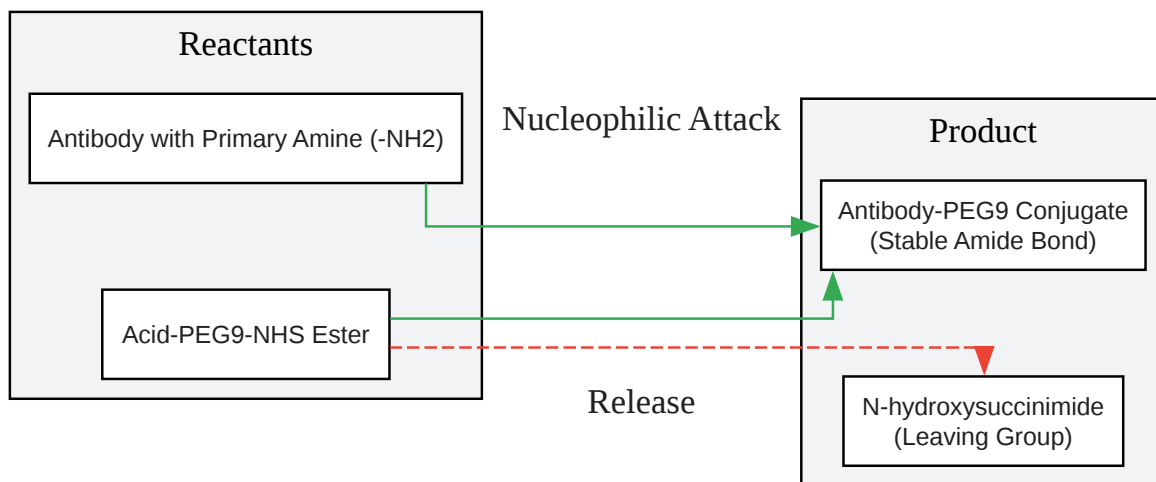 Reactants
Antibody with Primary Amine (-NH2)
Acid-PEG9-NHS Ester
Nucleophilic Attack
Release
Product
Antibody-PEG9 Conjugate
(Stable Amide Bond)
N-hydroxysuccinimide
(Leaving Group)